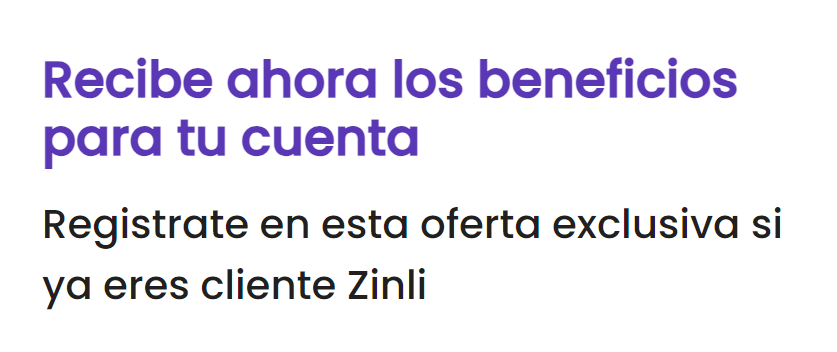 Recibe ahora los beneficios
para tu cuenta
Registrate en esta oferta exclusiva si
ya eres cliente Zinli